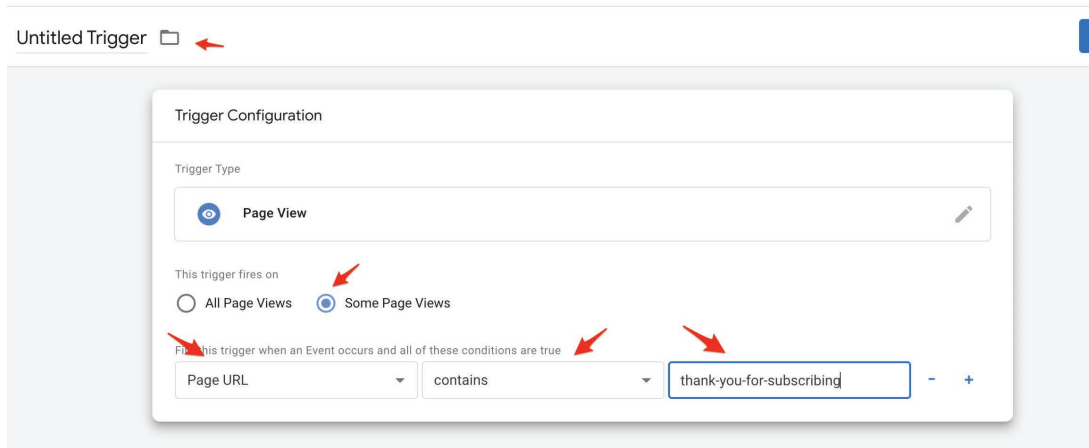 Untitled Trigger
Trigger Configuration
Trigger Type
Page View
This trigger fires on
All Page Views Some Page Views
Fire this trigger when an Event occurs and all of these conditions are true
Page URL contains thank-you-for-subscribing - +